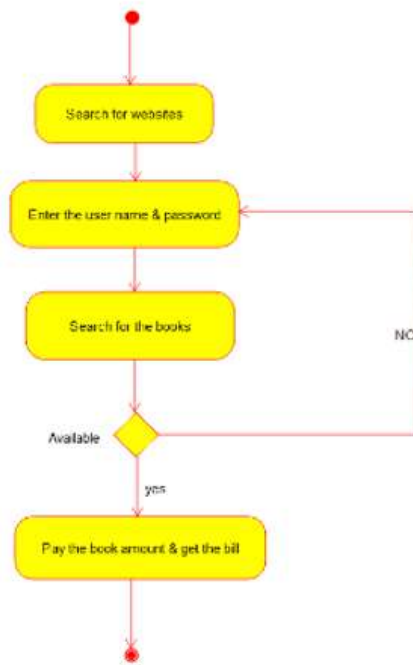 Search for websites
Enter the user name & password
Search for the books
NO
Available
yes
Pay the book amount & get the bill